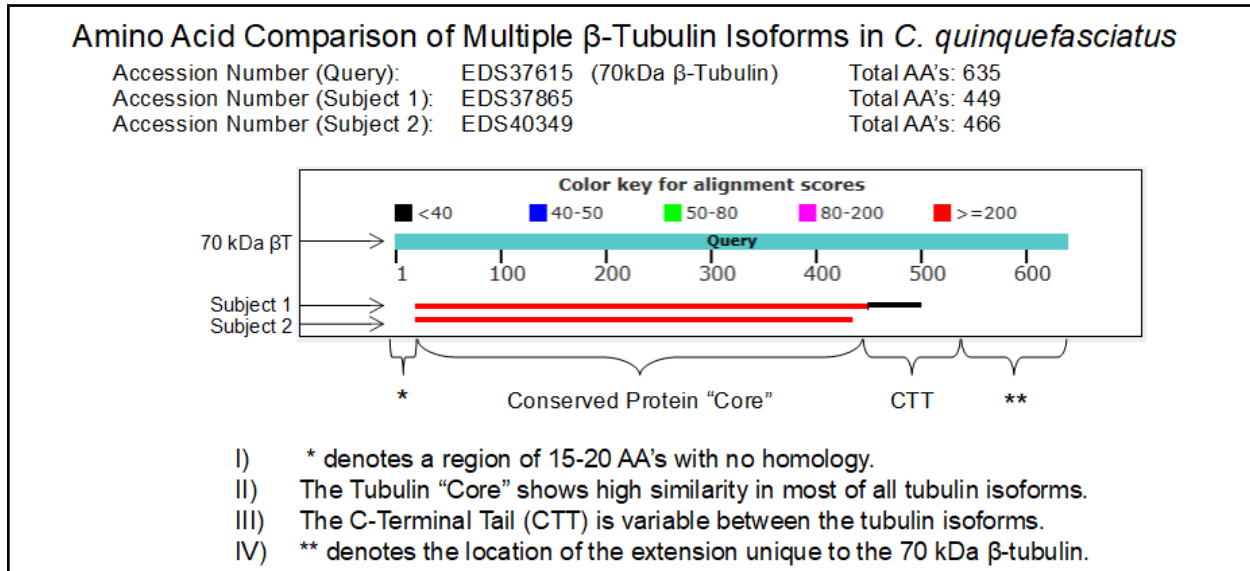 Amino Acid Comparison of Multiple β-Tubulin Isoforms in C. quinquefasciatus
Accession Number (Query): EDS37615 (70kDa β-Tubulin) Total AA's: 635
Accession Number (Subject 1): EDS37865 Total AA's: 449
Accession Number (Subject 2): EDS40349 Total AA's: 466
Color key for alignment scores
<40 40-50 50-80 80-200 >=200
70 kDa βT Query
1 100 200 300 400 500 600
Subject 1
Subject 2
* Conserved Protein “Core” CTT **
I) * denotes a region of 15-20 AA's with no homology.
II) The Tubulin “Core” shows high similarity in most of all tubulin isoforms.
III) The C-Terminal Tail (CTT) is variable between the tubulin isoforms.
IV) ** denotes the location of the extension unique to the 70 kDa β-tubulin.